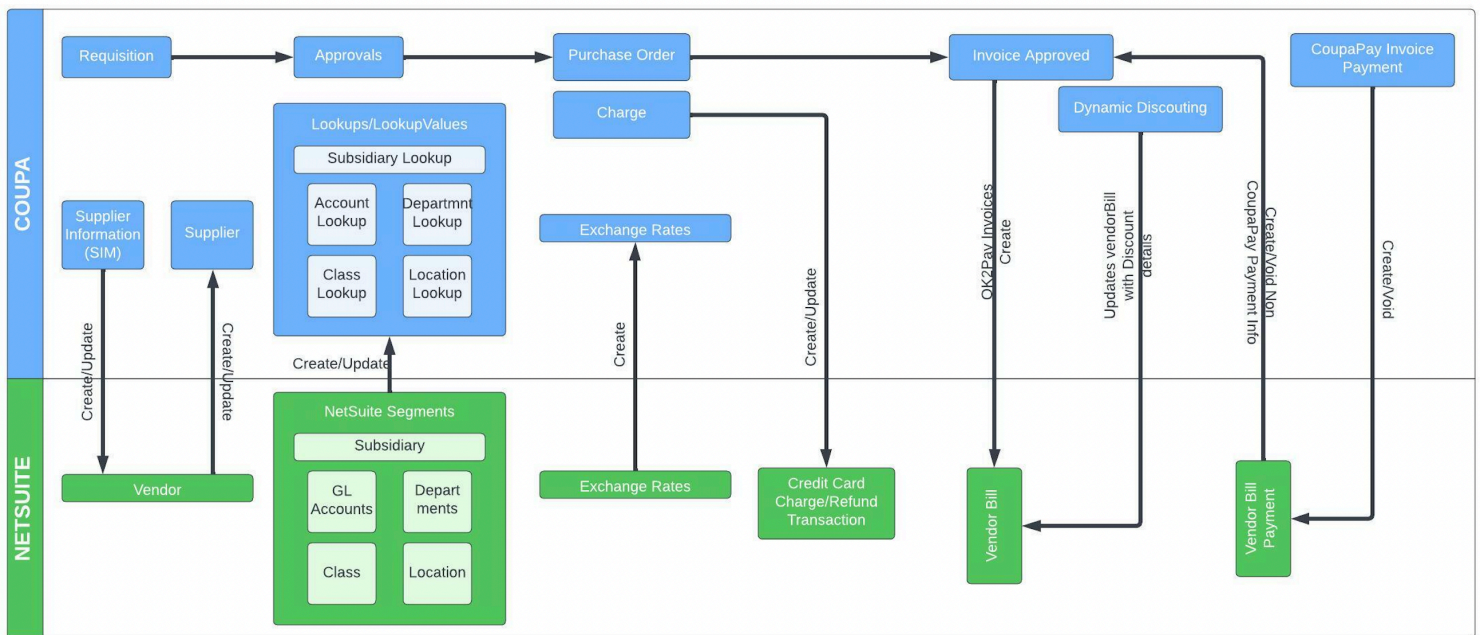 COUPA
Requisition
Approvals
Purchase Order
Invoice Approved
CoupaPay Invoice
Payment
Charge
Dynamic Discouting
Lookups/LookupValues
Subsidiary Lookup
Account
Lookup
Departmnt
Lookup
Class
Lookup
Location
Lookup
Supplier
Information
(SIM)
Supplier
Exchange Rates
Create/Update
Create/Update
Create/Update
Create
Create/Update
OK2Pay Invoices
Create
Updates vendorBill
with Discount
details
Create/Void Non
CoupaPay Payment Info
Create/Void
NETSUITE
Vendor
NetSuite Segments
Subsidiary
GL
Accounts
Depart
ments
Class
Location
Exchange Rates
Credit Card
Charge/Refund
Transaction
Vendor Bill
Vendor Bill
Payment